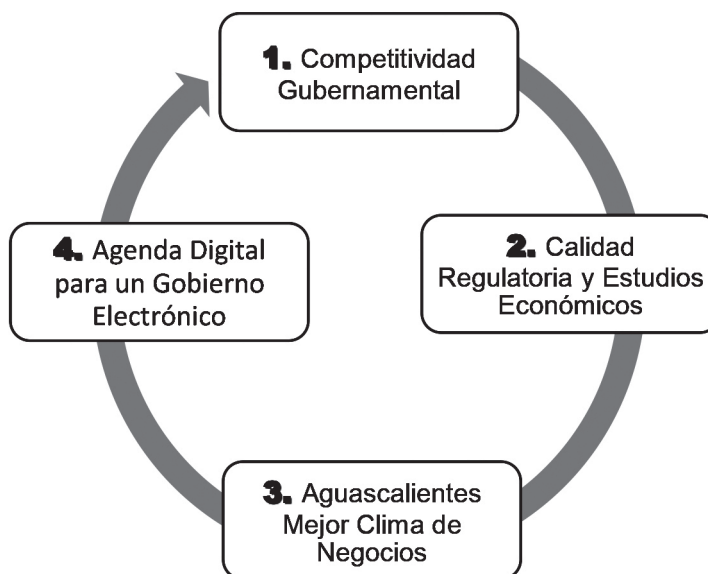 1. Competitividad
Gubernamental
2. Calidad
Regulatoria y Estudios
Económicos
3. Aguascalientes
Mejor Clima de
Negocios
4. Agenda Digital
para un Gobierno
Electrónico